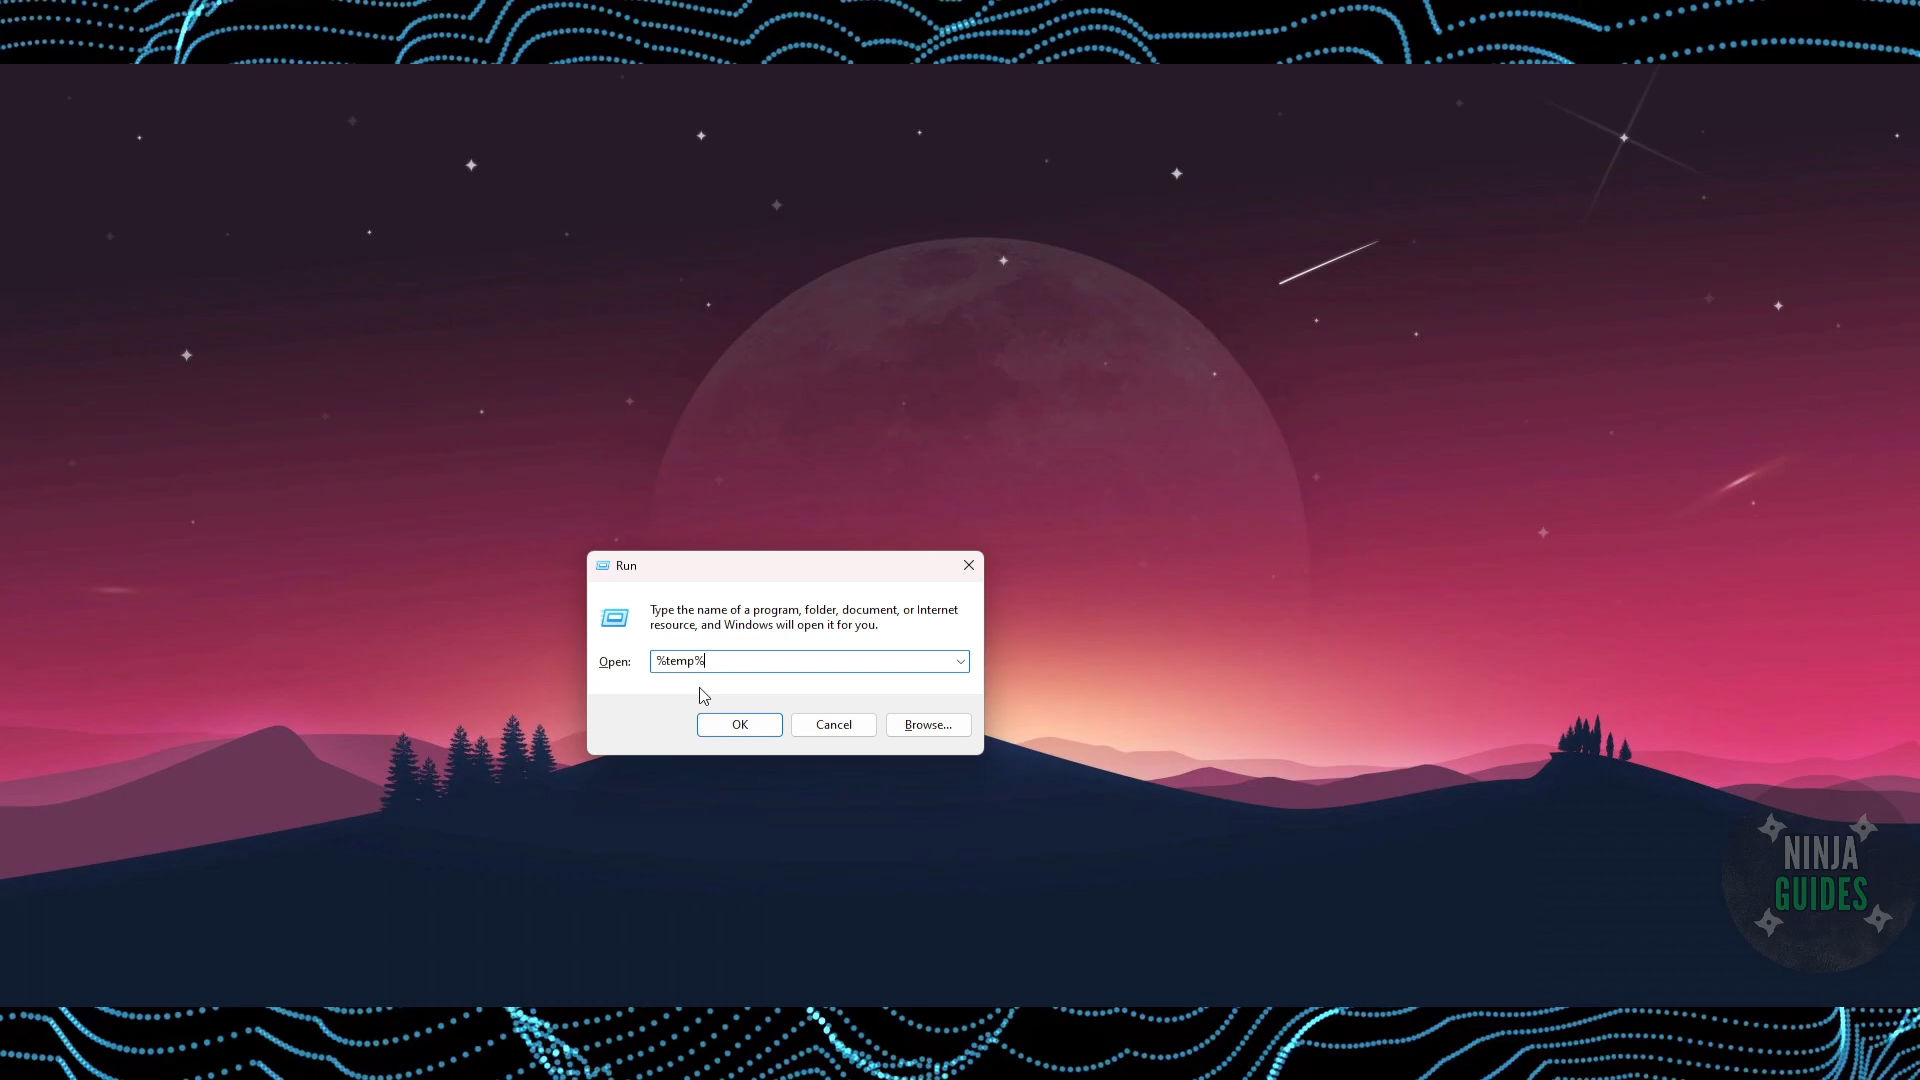 Run
Type the name of a program, folder, document, or Internet
resource, and Windows will open it for you.
Open:
%temp%
OK
Cancel
Browse...
NINJA
GUIDES